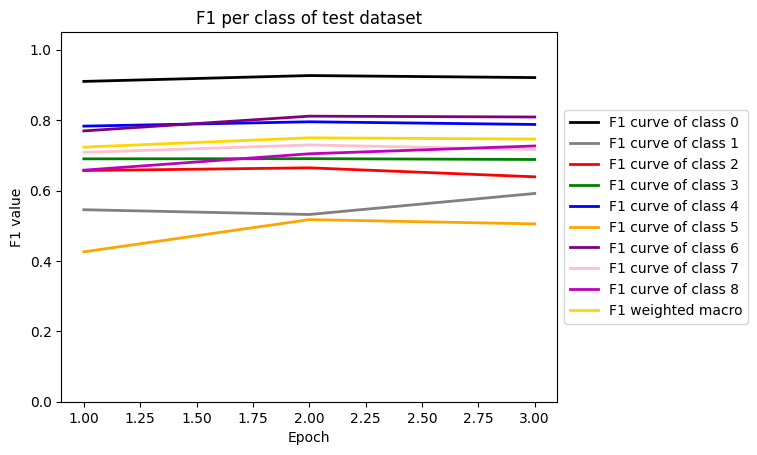 F1 per class of test dataset
1.0
0.8
0.6
0.4
0.2
0.0
F1 value
1.00 1.25 1.50 1.75 2.00 2.25 2.50 2.75 3.00
Epoch
F1 curve of class 0
F1 curve of class 1
F1 curve of class 2
F1 curve of class 3
F1 curve of class 4
F1 curve of class 5
F1 curve of class 6
F1 curve of class 7
F1 curve of class 8
F1 weighted macro